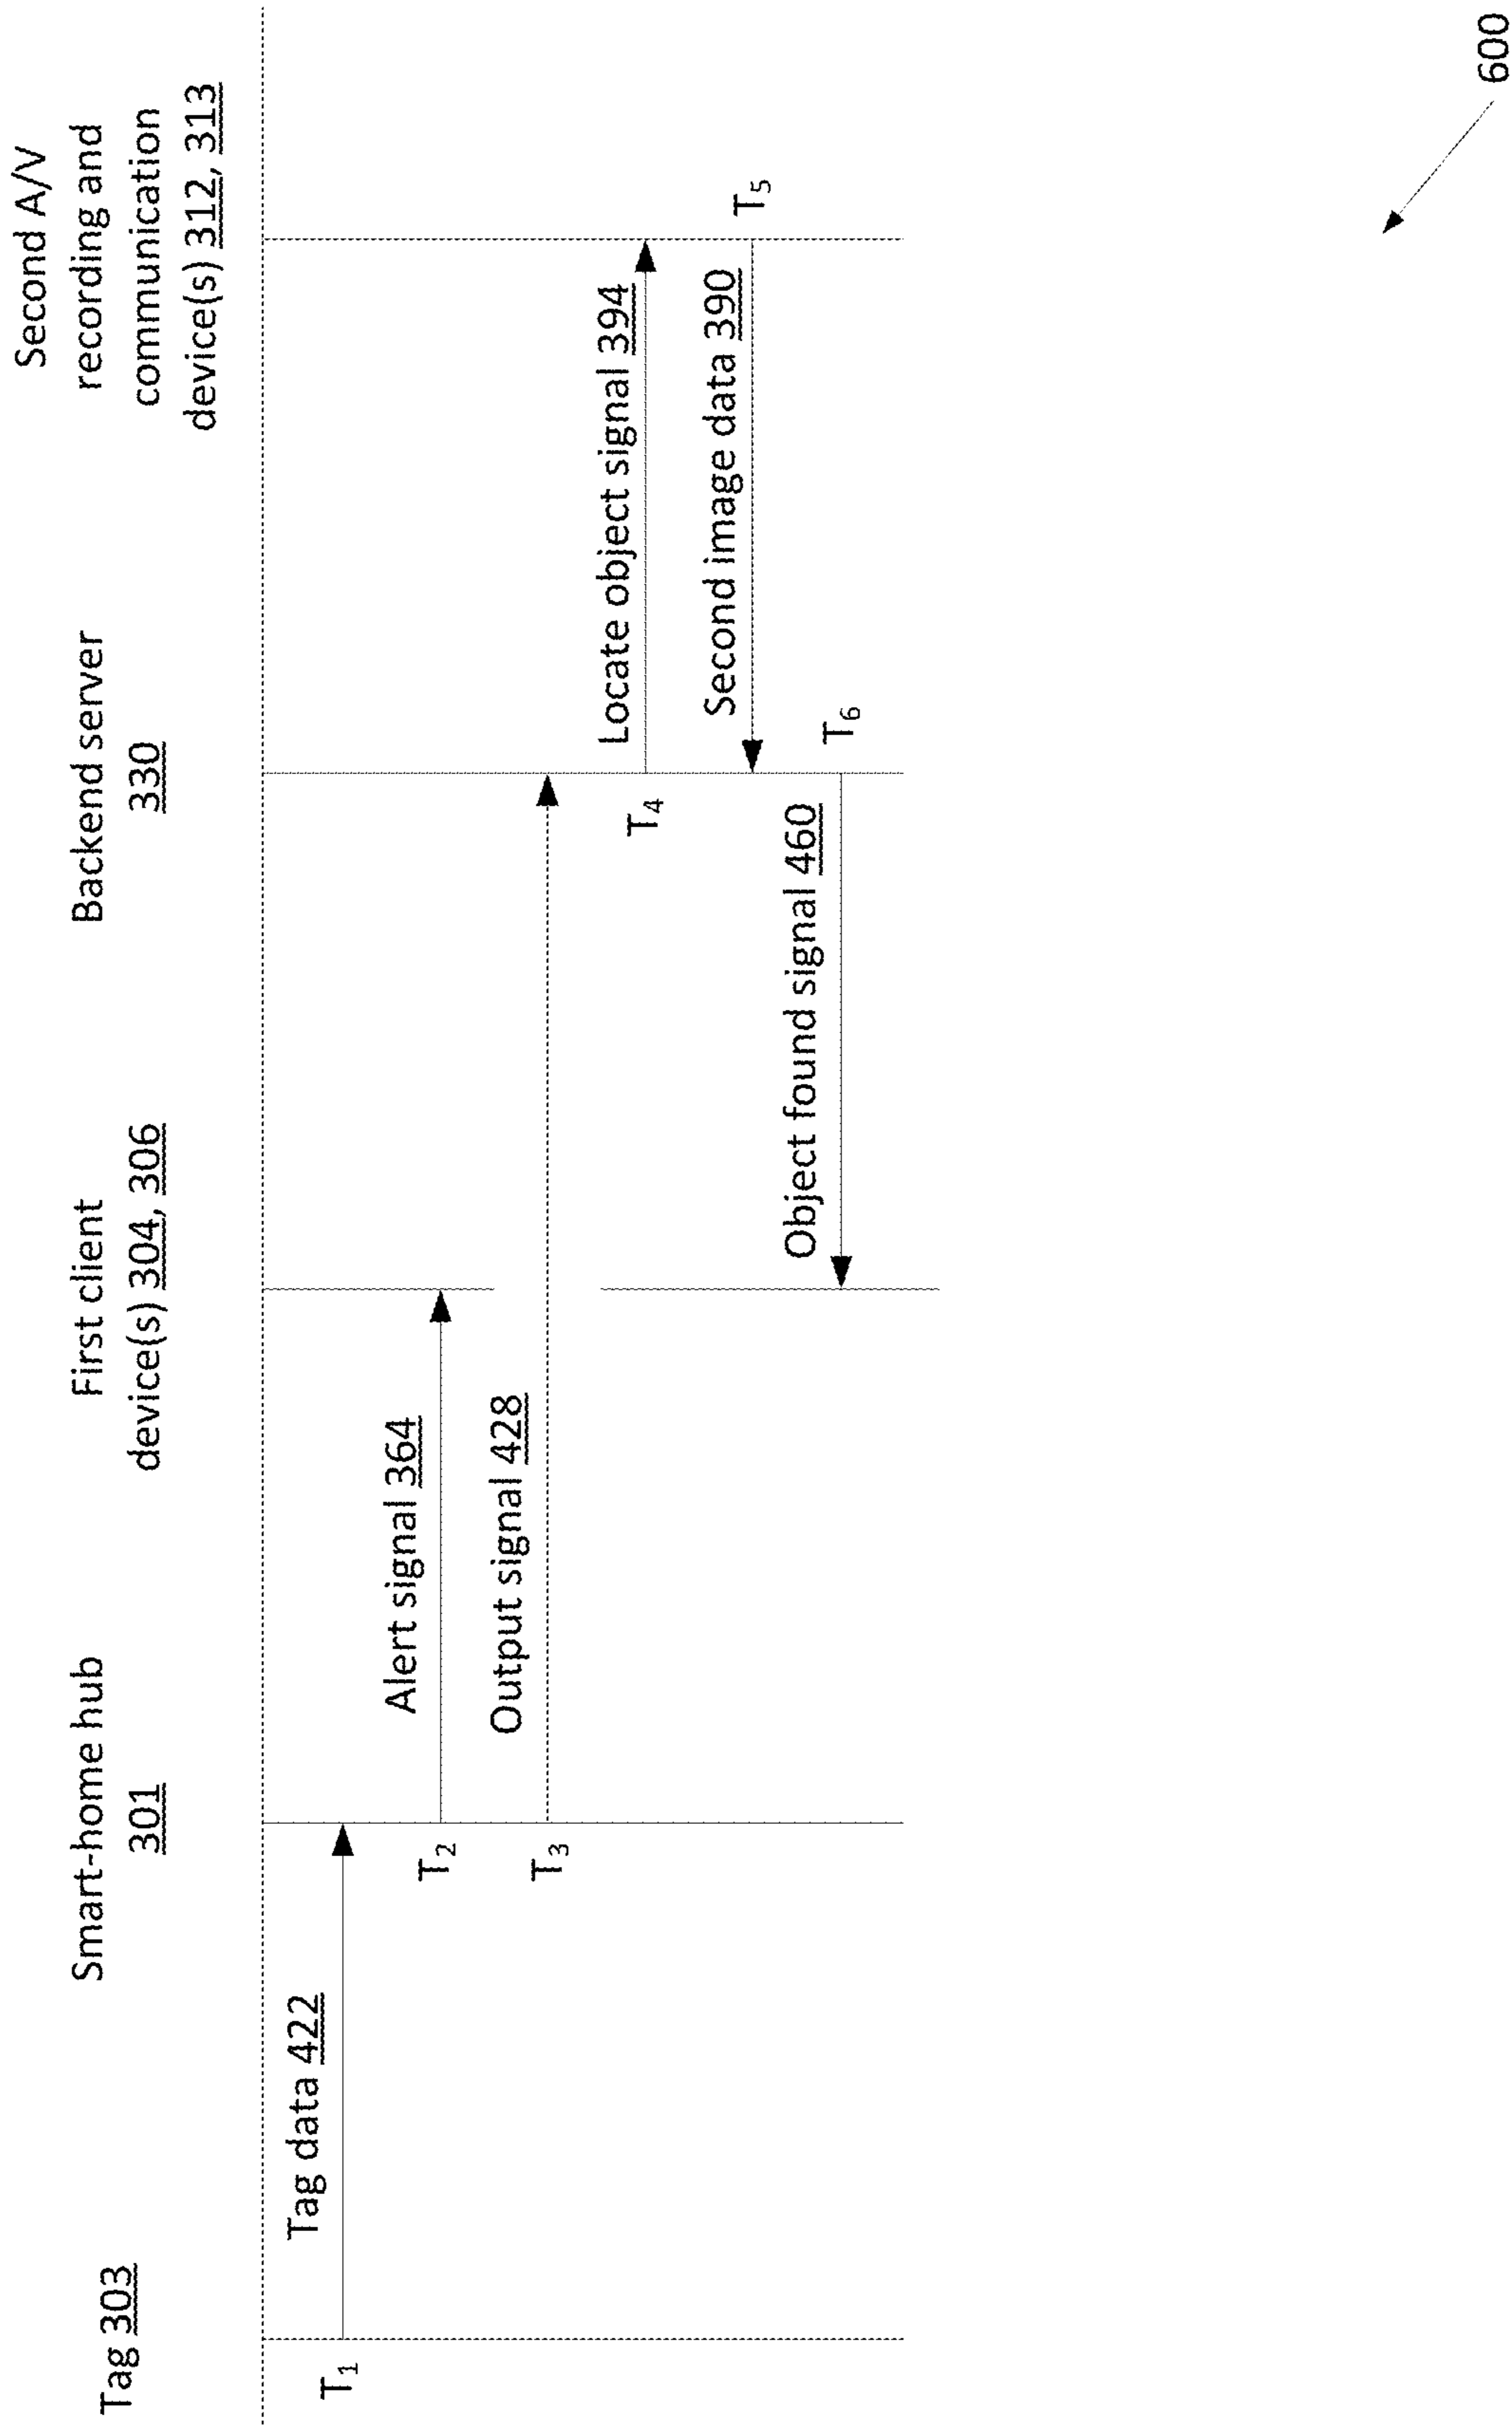 Tag 303
Smart-home hub
301
First client
device(s) 304, 306
Backend server
330
Second A/V
recording and
communication
device(s) 312, 313
T1
Tag data 422
T2
Alert signal 364
T3
Output signal 428
T4
Locate object signal 394
Second image data 390
T5
Object found signal 460
T6
600